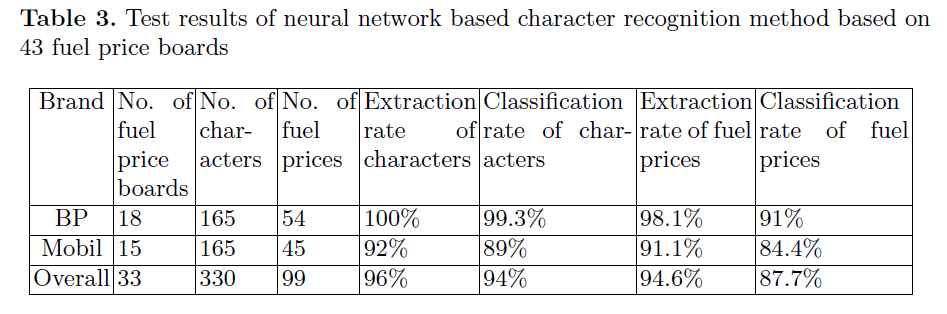 Table 3. Test results of neural network based character recognition method based on
43 fuel price boards
Brand No. of No. of No. of Extraction Classification Extraction Classification
fuel char- fuel rate of rate of char- rate of fuel rate of fuel
price acters prices characters acters prices prices
boards
BP 18 165 54 100% 99.3% 98.1% 91%
Mobil 15 165 45 92% 89% 91.1% 84.4%
Overall 33 330 99 96% 94% 94.6% 87.7%